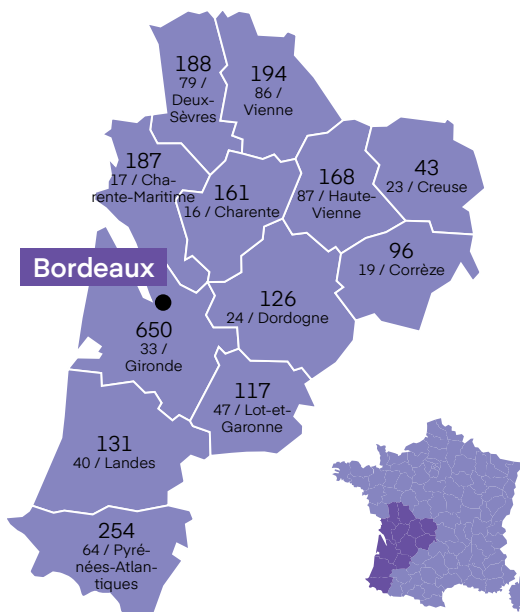 188
79 /
Deux-
Sèvres
194
86 /
Vienne
187
17 / Cha-
rente-Maritime
161
16 / Charente
168
87 / Haute-
Vienne
43
23 / Creuse
96
19 / Corrèze
Bordeaux
126
24 / Dordogne
650
33 /
Gironde
117
47 / Lot-et-
Garonne
131
40 / Landes
254
64 / Pyré-
nées-Atlan-
tiques